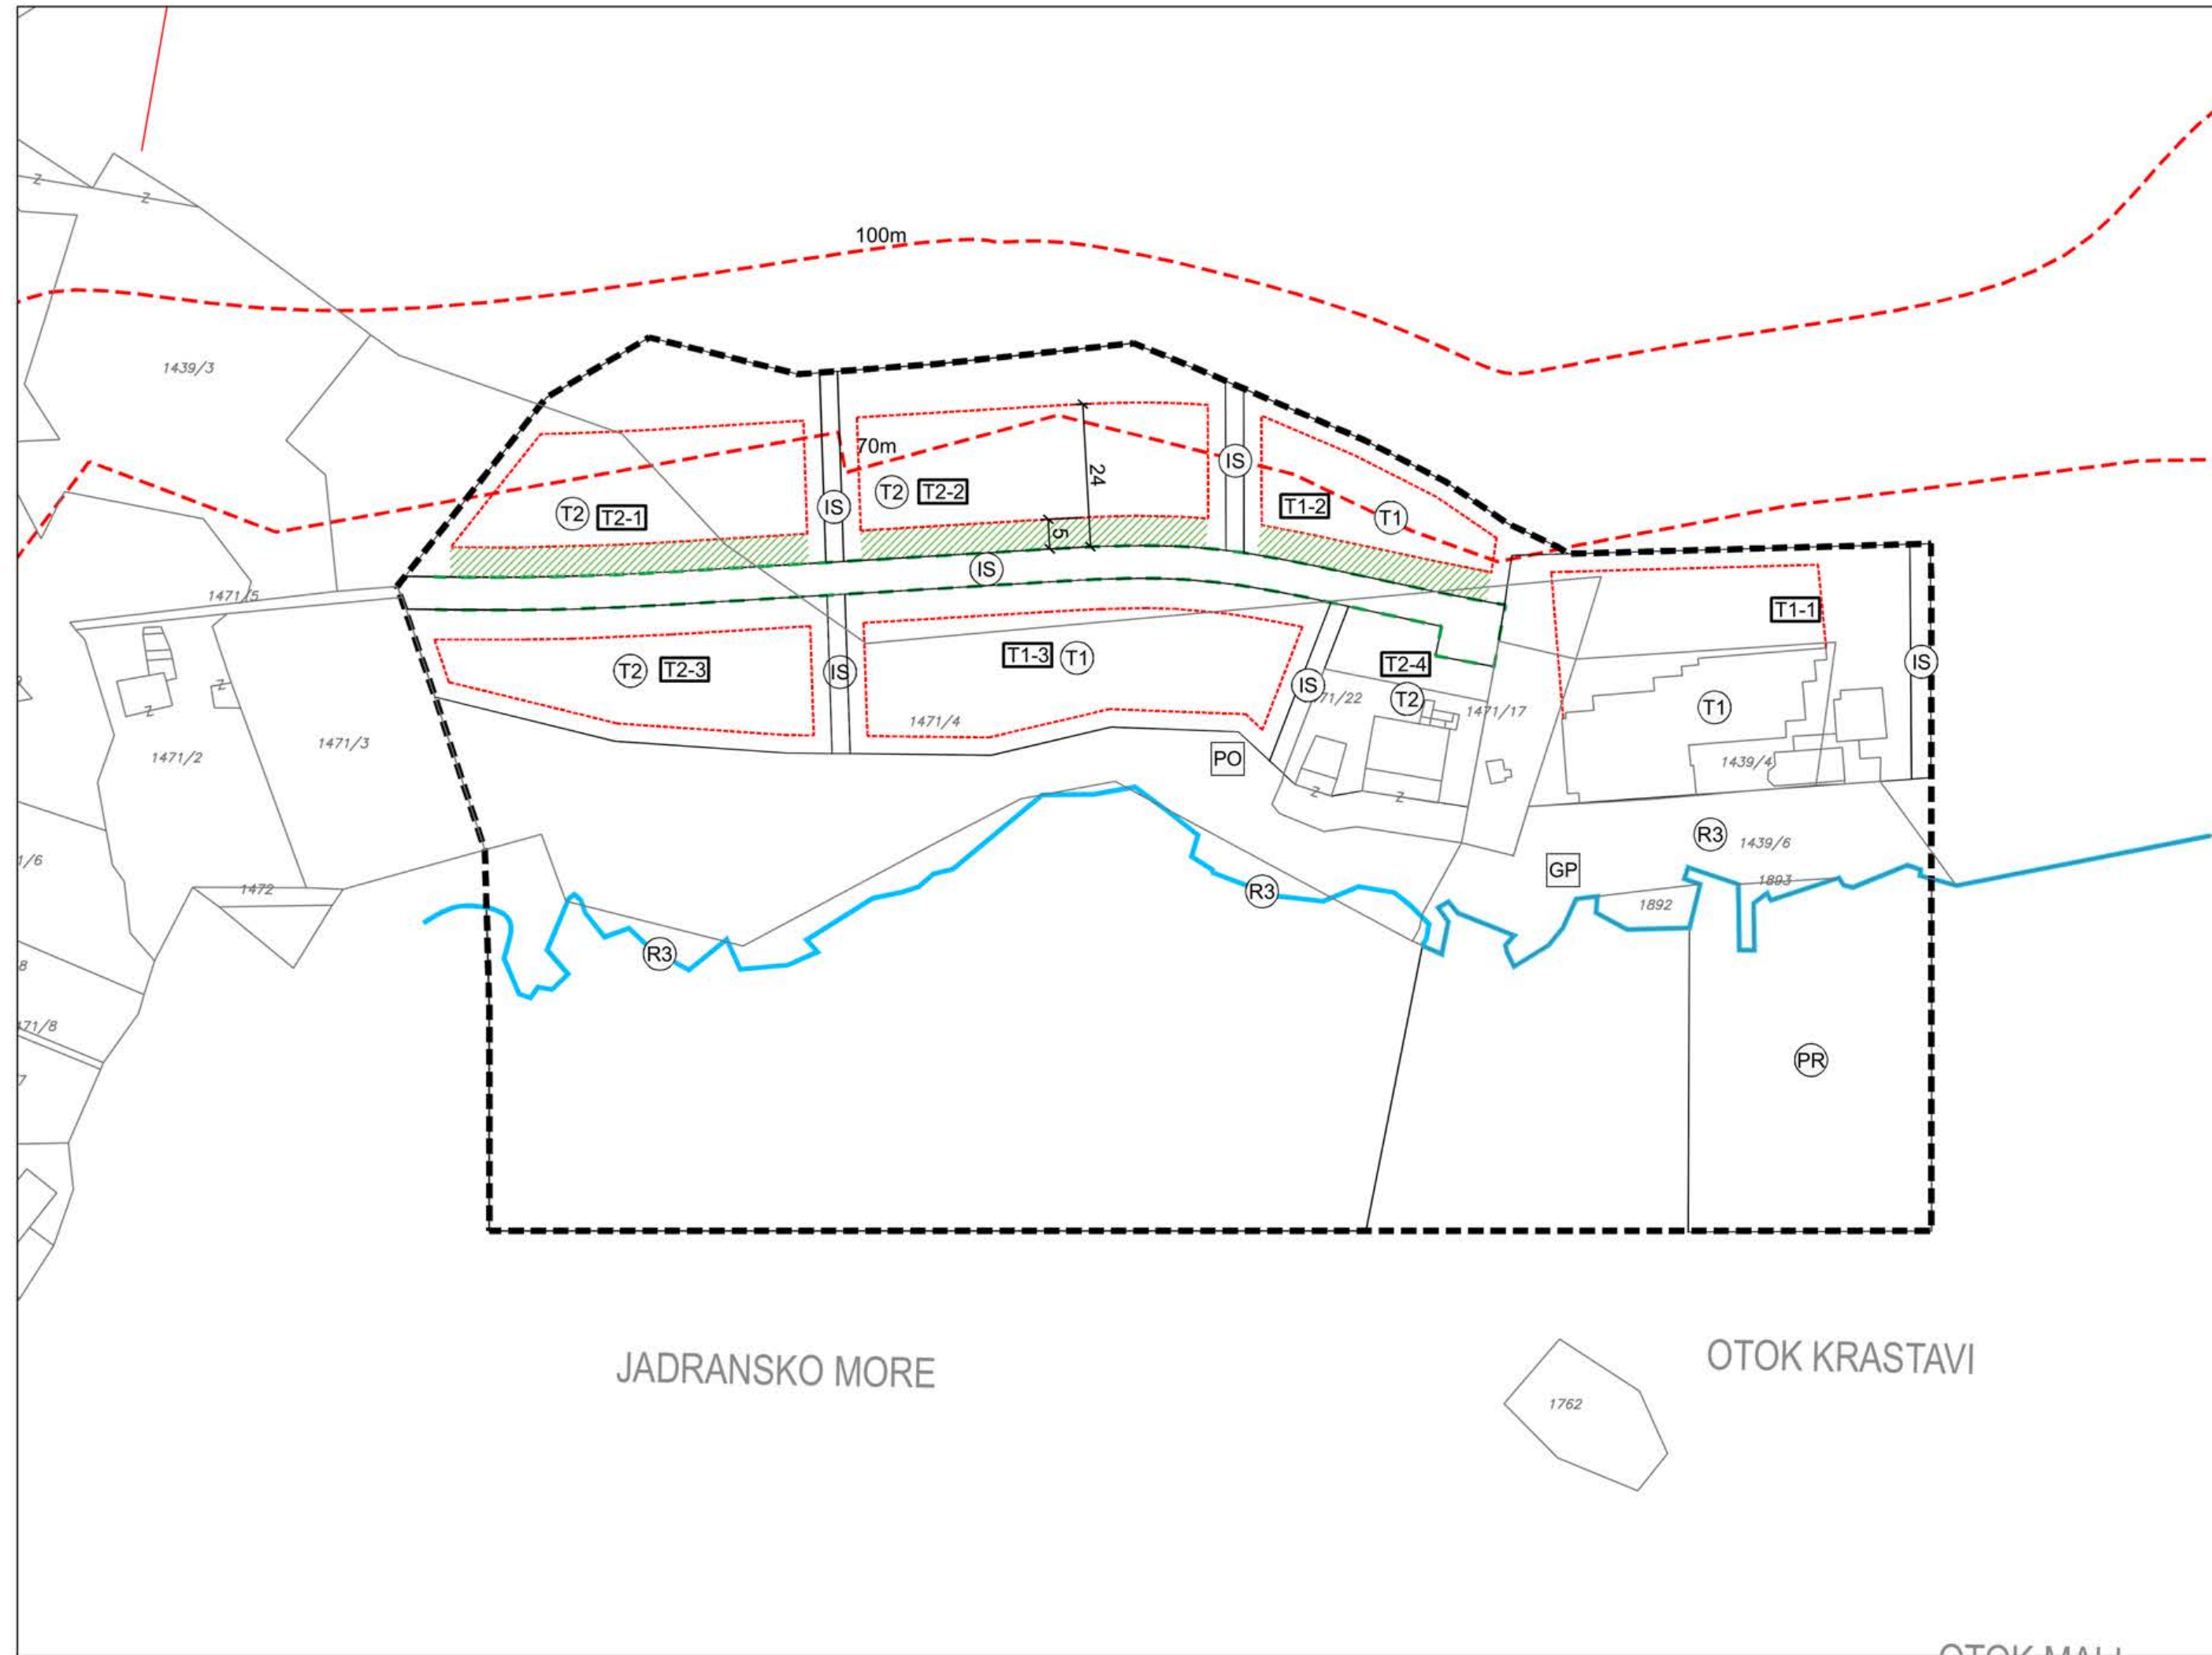 Z
Z
100m
1439/3
70m
24
IS
T2
T2-2
T1-2
T1
IS
T2
T2-1
5
IS
1471/5
T1-1
T1-3
T1
T2-4
IS
T2
T2-3
IS
IS
Z
71/22
T2
1471/17
T1
Z
1471/4
1471/3
1471/2
PO
1439/4
Z
Z
R3
1439/6
1/6
GP
1893
1472
R3
1892
R3
8
71/8
PR
7
JADRANSKO MORE
OTOK KRASTAVI
1762